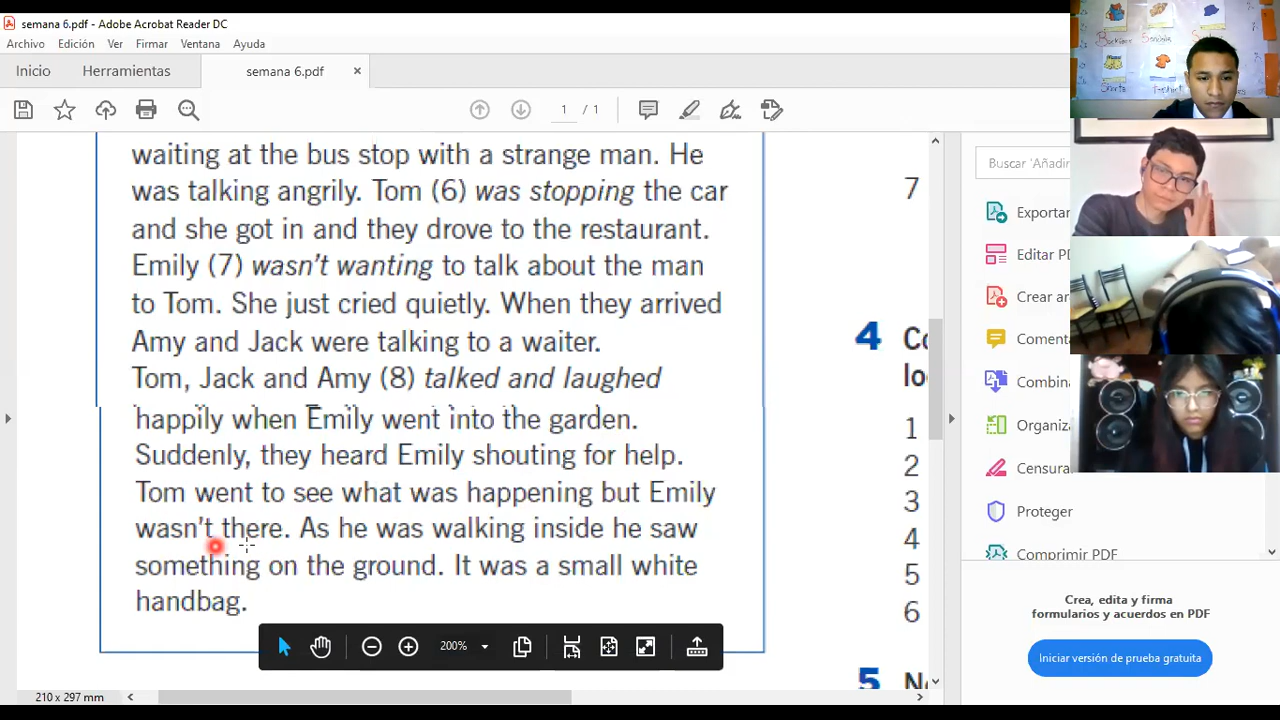 semana 6.pdf - Adobe Acrobat Reader DC
Archivo Edición Ver Firmar Ventana Ayuda
Inicio Herramientas semana 6.pdf ×
1 / 1
waiting at the bus stop with a strange man. He
was talking angrily. Tom (6) was stopping the car
and she got in and they drove to the restaurant.
Emily (7) wasn't wanting to talk about the man
to Tom. She just cried quietly. When they arrived
Amy and Jack were talking to a waiter.
Tom, Jack and Amy (8) talked and laughed
happily when Emily went into the garden.
Suddenly, they heard Emily shouting for help.
Tom went to see what was happening but Emily
wasn't there. As he was walking inside he saw
something on the ground. It was a small white
handbag.
7
4 Co
lo
1
2
3
4
5
6
5
200%
210 x 297 mm
Buscar 'Añadir
Exportar
Editar PD
Crear ar
Comenta
Combina
Organiza
Censura
Proteger
Comprimir PDF
Crea, edita y firma
formularios y acuerdos en PDF
Iniciar versión de prueba gratuita